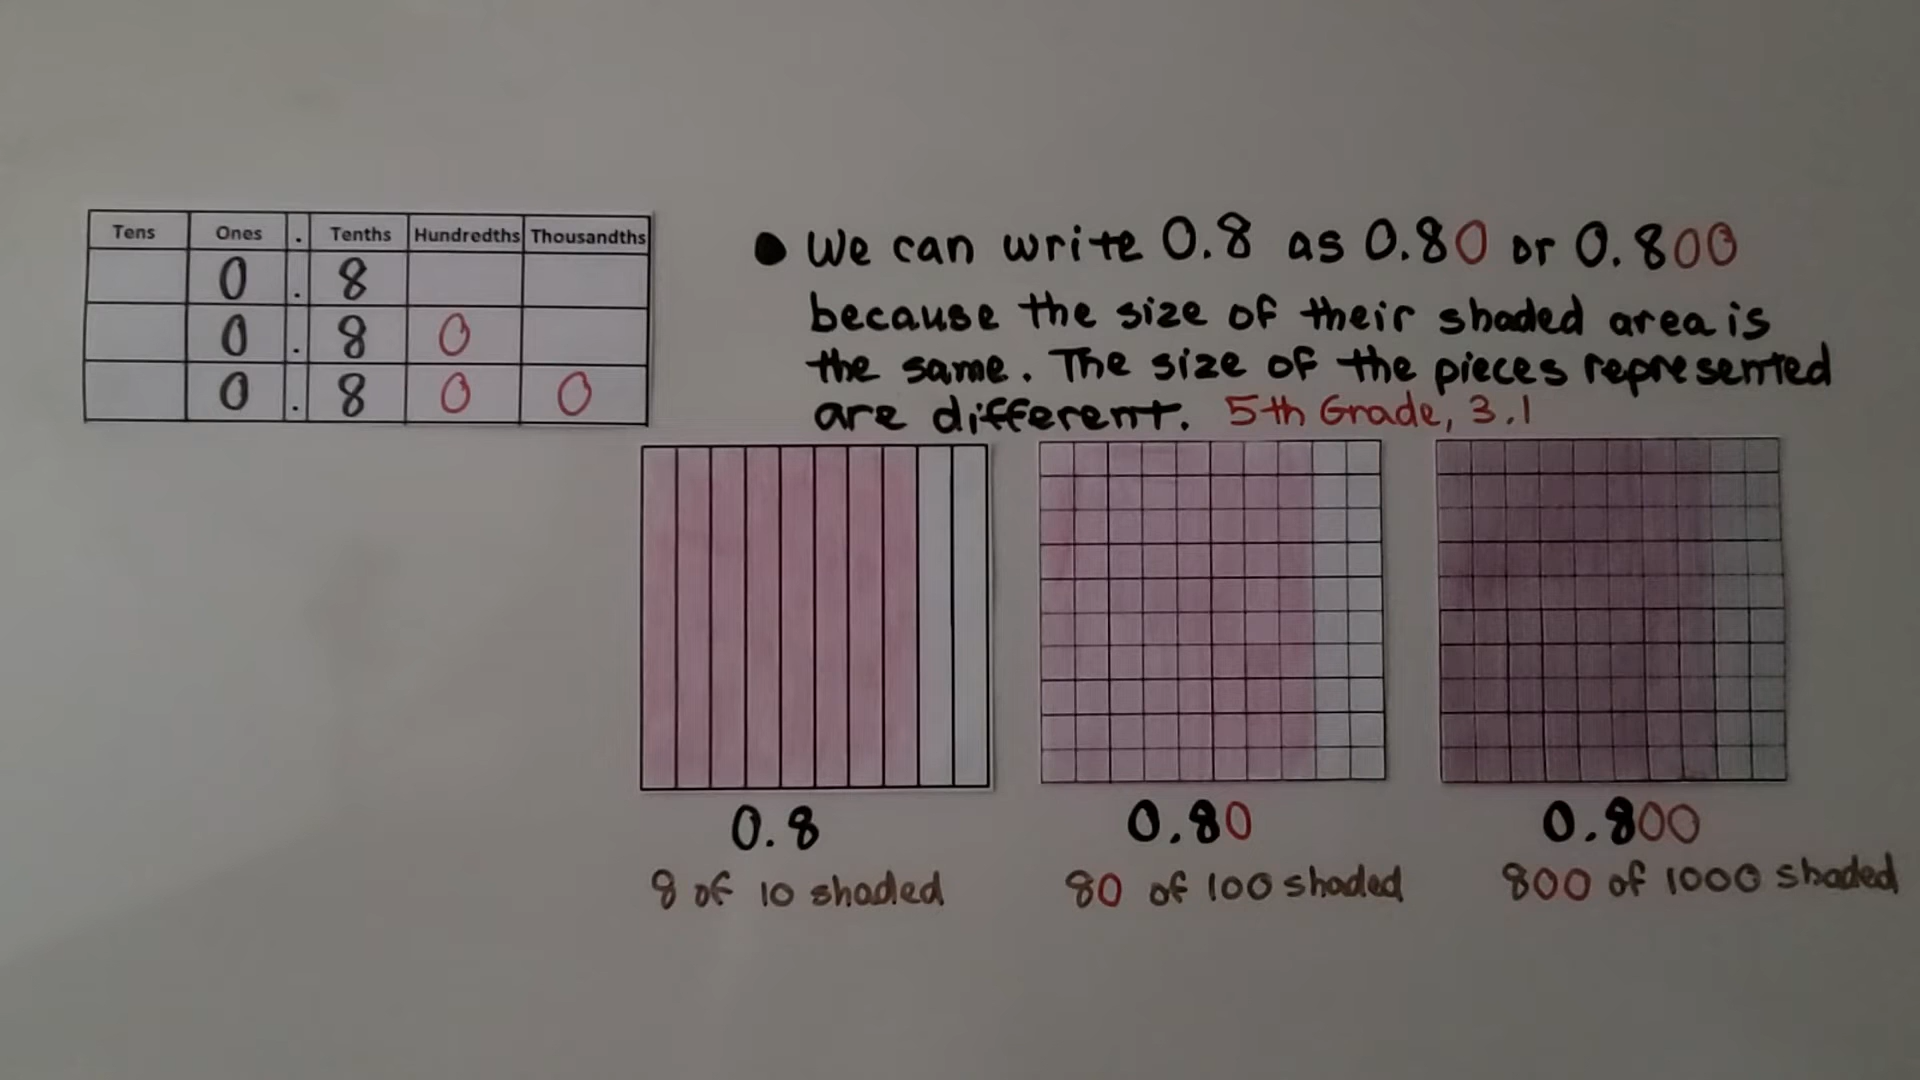 Tens Ones . Tenths Hundredths Thousandths
0 . 8
0 . 8 0
0 . 8 0 0
• We can write 0.8 as 0.80 or 0.800
because the size of their shaded area is
the same. The size of the pieces represented
are different. 5th Grade, 3.1
0.8 0.80 0.800
8 of 10 shaded 80 of 100 shaded 800 of 1000 shaded